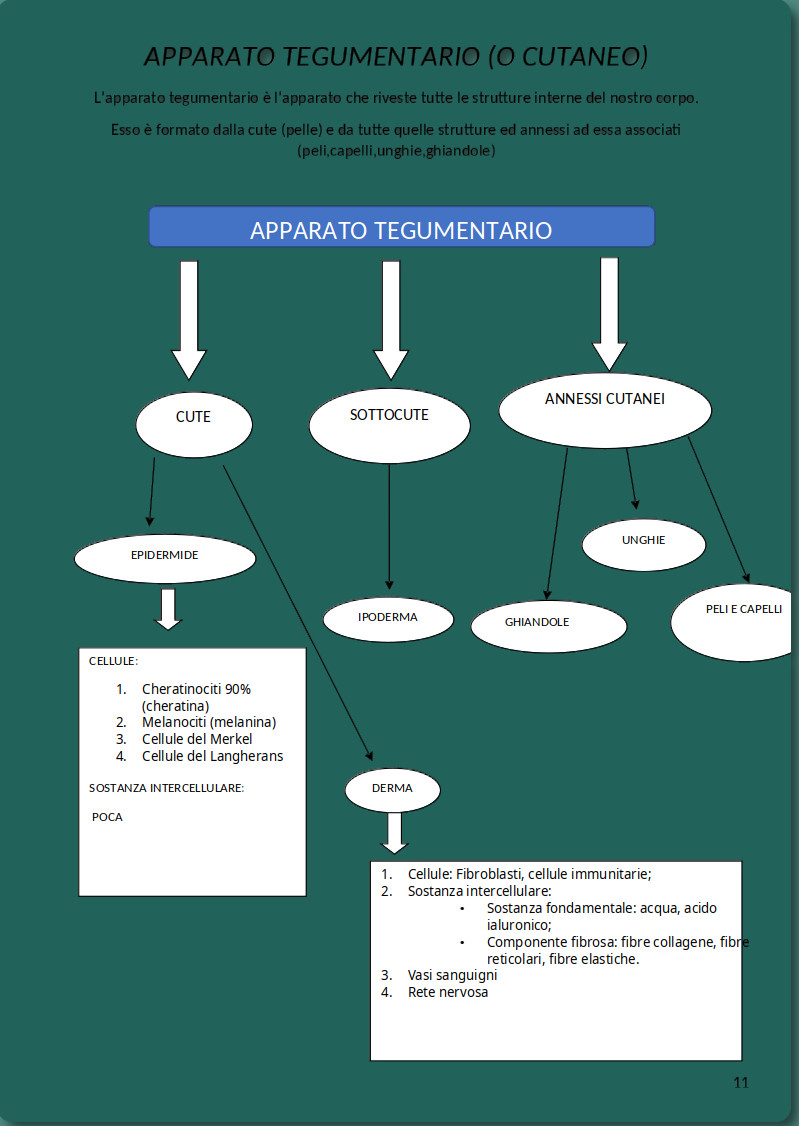 APPARATO TEGUMENTARIO (O CUTANEO)
L'apparato tegumentario è l'apparato che riveste tutte le strutture interne del nostro corpo.
Esso è formato dalla cute (pelle) e da tutte quelle strutture ed annessi ad essa associati
(peli,capelli,unghie,ghiandole)
APPARATO TEGUMENTARIO
CUTE
SOTTOCUTE
ANNESSI CUTANEI
EPIDERMIDE
IPODERMA
GHIANDOLE
UNGHIE
PELI E CAPELLI
CELLULE:
1. Cheratinociti 90%
(cheratina)
2. Melanociti (melanina)
3. Cellule del Merkel
4. Cellule del Langherans
SOSTANZA INTERCELLULARE:
POCA
DERMA
1. Cellule: Fibroblasti, cellule immunitarie;
2. Sostanza intercellulare:
• Sostanza fondamentale: acqua, acido
ialuronico;
• Componente fibrosa: fibre collagene, fibre
reticolari, fibre elastiche.
3. Vasi sanguigni
4. Rete nervosa
11